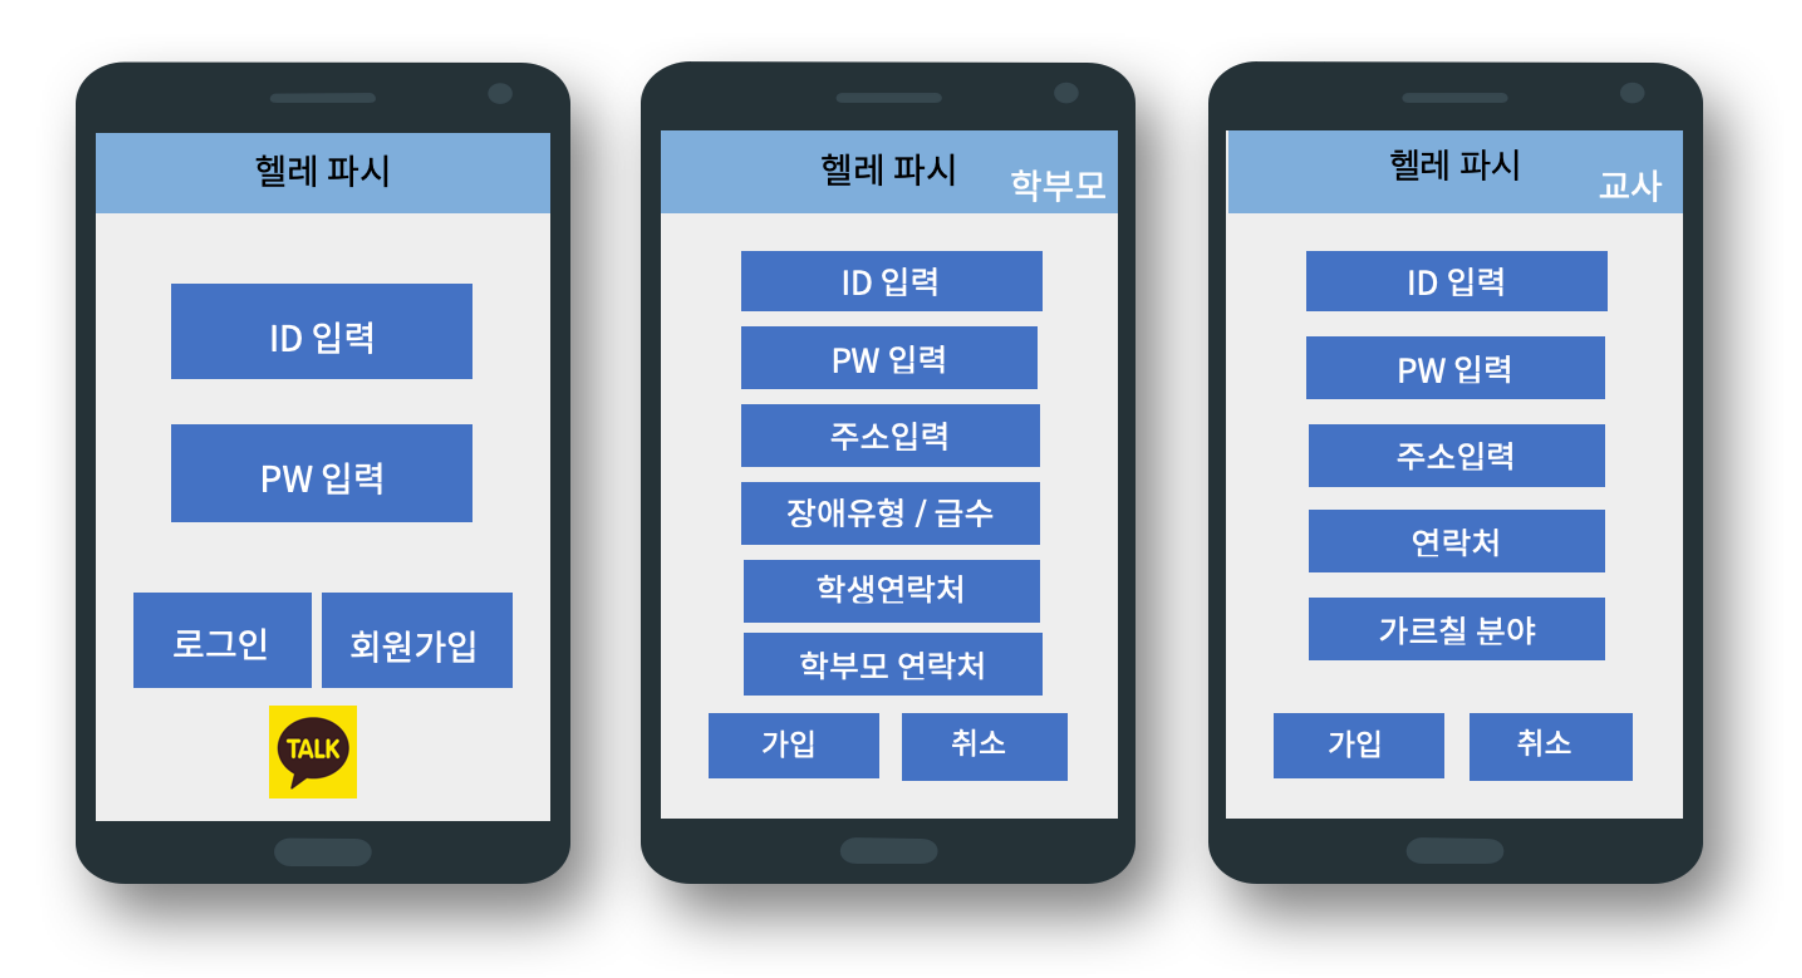 헬레 파시
ID 입력
PW 입력
로그인
회원가입
TALK
헬레 파시
학부모
ID 입력
PW 입력
주소입력
장애유형 / 급수
학생연락처
학부모 연락처
가입
취소
헬레 파시
교사
ID 입력
PW 입력
주소입력
연락처
가르칠 분야
가입
취소